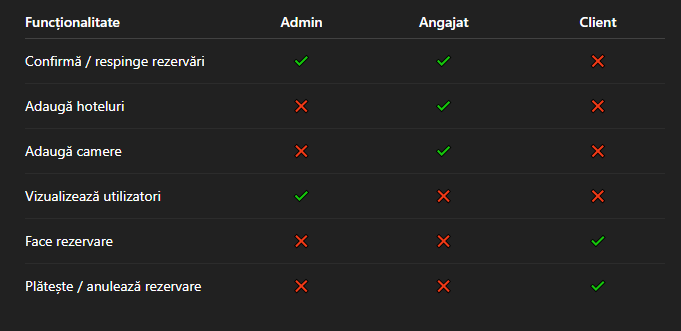 Funcționalitate Admin Angajat Client
Confirmă / respinge rezervări ✓ ✓ ✕
Adaugă hoteluri ✕ ✓ ✕
Adaugă camere ✕ ✓ ✕
Vizualizează utilizatori ✓ ✕ ✕
Face rezervare ✕ ✕ ✓
Plătește / anulează rezervare ✕ ✕ ✓